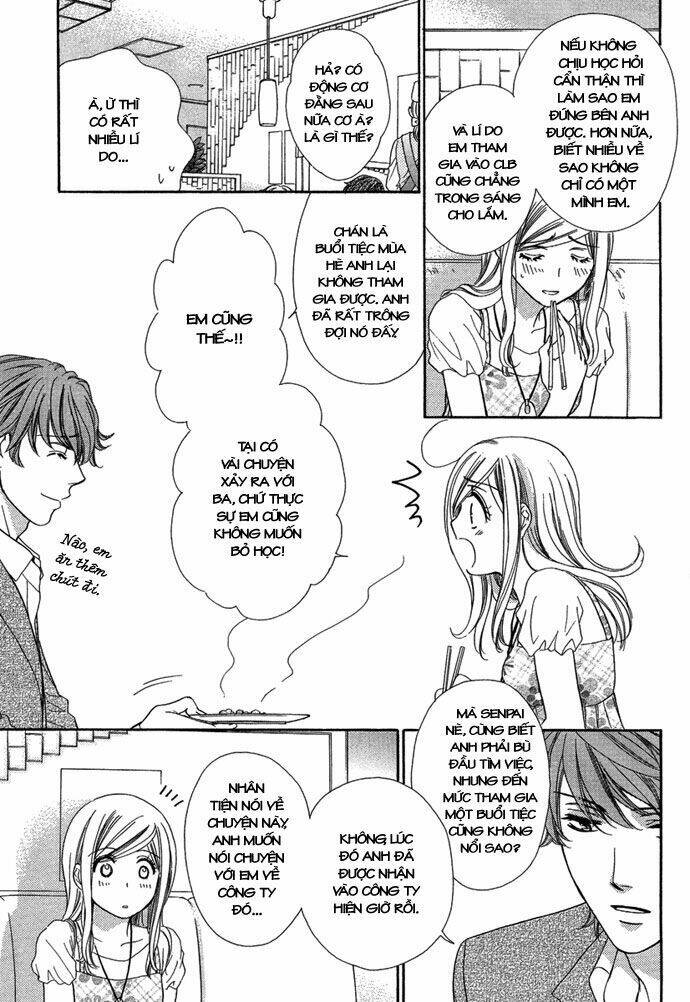 NẾU KHÔNG
CHỊU HỌC HỎI
CẨN THẬN THÌ
LÀM SAO EM
ĐỨNG BÊN ANH
ĐƯỢC. HƠN NỮA,
BIẾT NHIỀU VỀ
SAO KHÔNG
CHỈ CÓ MỘT
MÌNH EM.
VÀ LÍ DO
EM THAM
GIA VÀO CLB
CŨNG CHẲNG
TRONG SÁNG
CHO LẮM.
HẢ? CÓ
ĐỘNG CƠ
ĐẰNG SAU
NỮA CƠ À?
LÀ GÌ THẾ?
À, Ừ THÌ
CÓ RẤT
NHIỀU LÍ
DO...
CHÁN LÀ
BUỔI TIỆC MÙA
HÈ ANH LẠI
KHÔNG THAM
GIA ĐƯỢC. ANH
ĐÃ RẤT TRÔNG
ĐỢI NÓ ĐẤY.
EM CŨNG
THẾ~!!
TẠI CÓ
VÀI CHUYỆN
XẢY RA VỚI
BA, CHỨ THỰC
SỰ EM CŨNG
KHÔNG MUỐN
BỎ HỌC!
Nào, em
ăn thêm
chút đi.
MÀ SENPAI
NÈ, CŨNG BIẾT
ANH PHẢI BÙ
ĐẦU TÌM VIỆC,
NHƯNG ĐẾN
MỨC THAM GIA
MỘT BUỔI TIỆC
CŨNG KHÔNG
NỔI SAO?
KHÔNG LÚC
ĐÓ ANH ĐÃ
ĐƯỢC NHẬN
VÀO CÔNG TY
HIỆN GIỜ RỒI.
NHÂN
TIỆN NÓI VỀ
CHUYỆN NÀY,
ANH MUỐN
NÓI CHUYỆN
VỚI EM VỀ
CÔNG TY
ĐÓ...